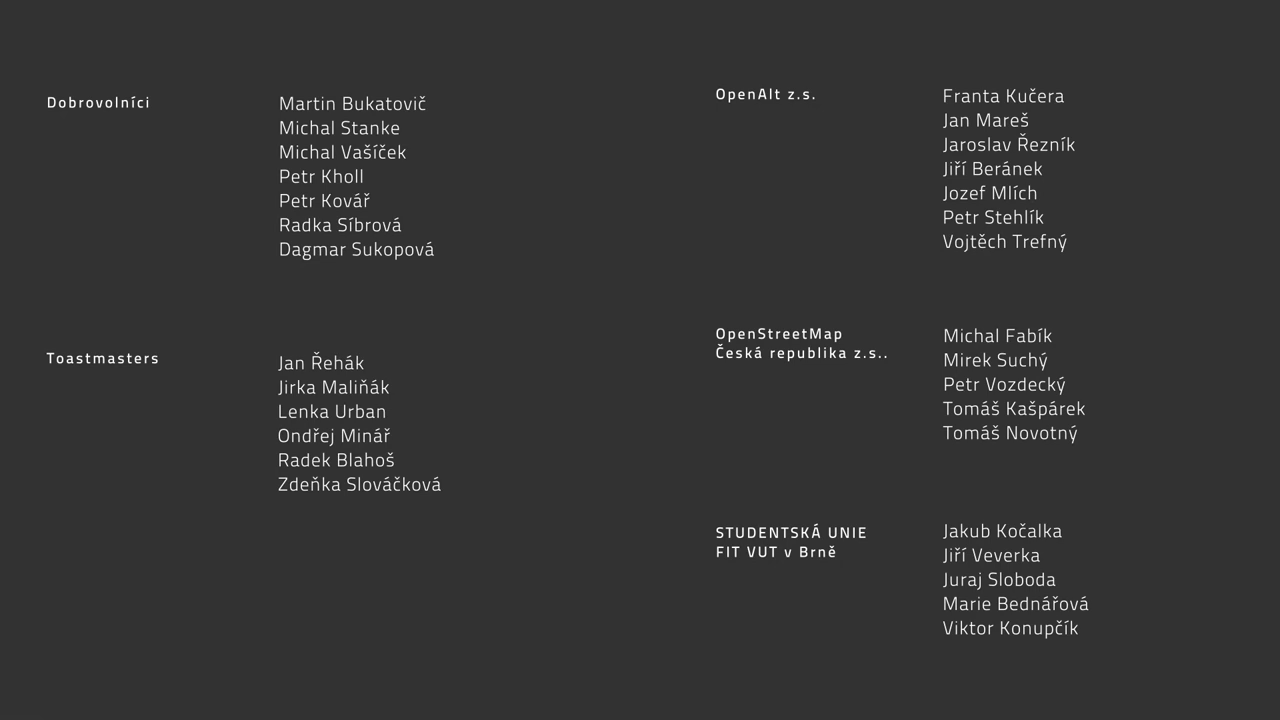 Dobrovolníci
Martin Bukatovič
Michal Stanke
Michal Vašíček
Petr Kholl
Petr Kovář
Radka Síbrová
Dagmar Sukopová
Toastmasters
Jan Řehák
Jirka Maliňák
Lenka Urban
Ondřej Minář
Radek Blahoš
Zdeňka Slováčková
OpenAlt z.s.
Franta Kučera
Jan Mareš
Jaroslav Řezník
Jiří Beránek
Jozef Mlích
Petr Stehlík
Vojtěch Trefný
OpenStreetMap
Česká republika z.s..
Michal Fabík
Mirek Suchý
Petr Vozdecký
Tomáš Kašpárek
Tomáš Novotný
STUDENTSKÁ UNIE
FIT VUT v Brně
Jakub Kočalka
Jiří Veverka
Juraj Sloboda
Marie Bednářová
Viktor Konupčík